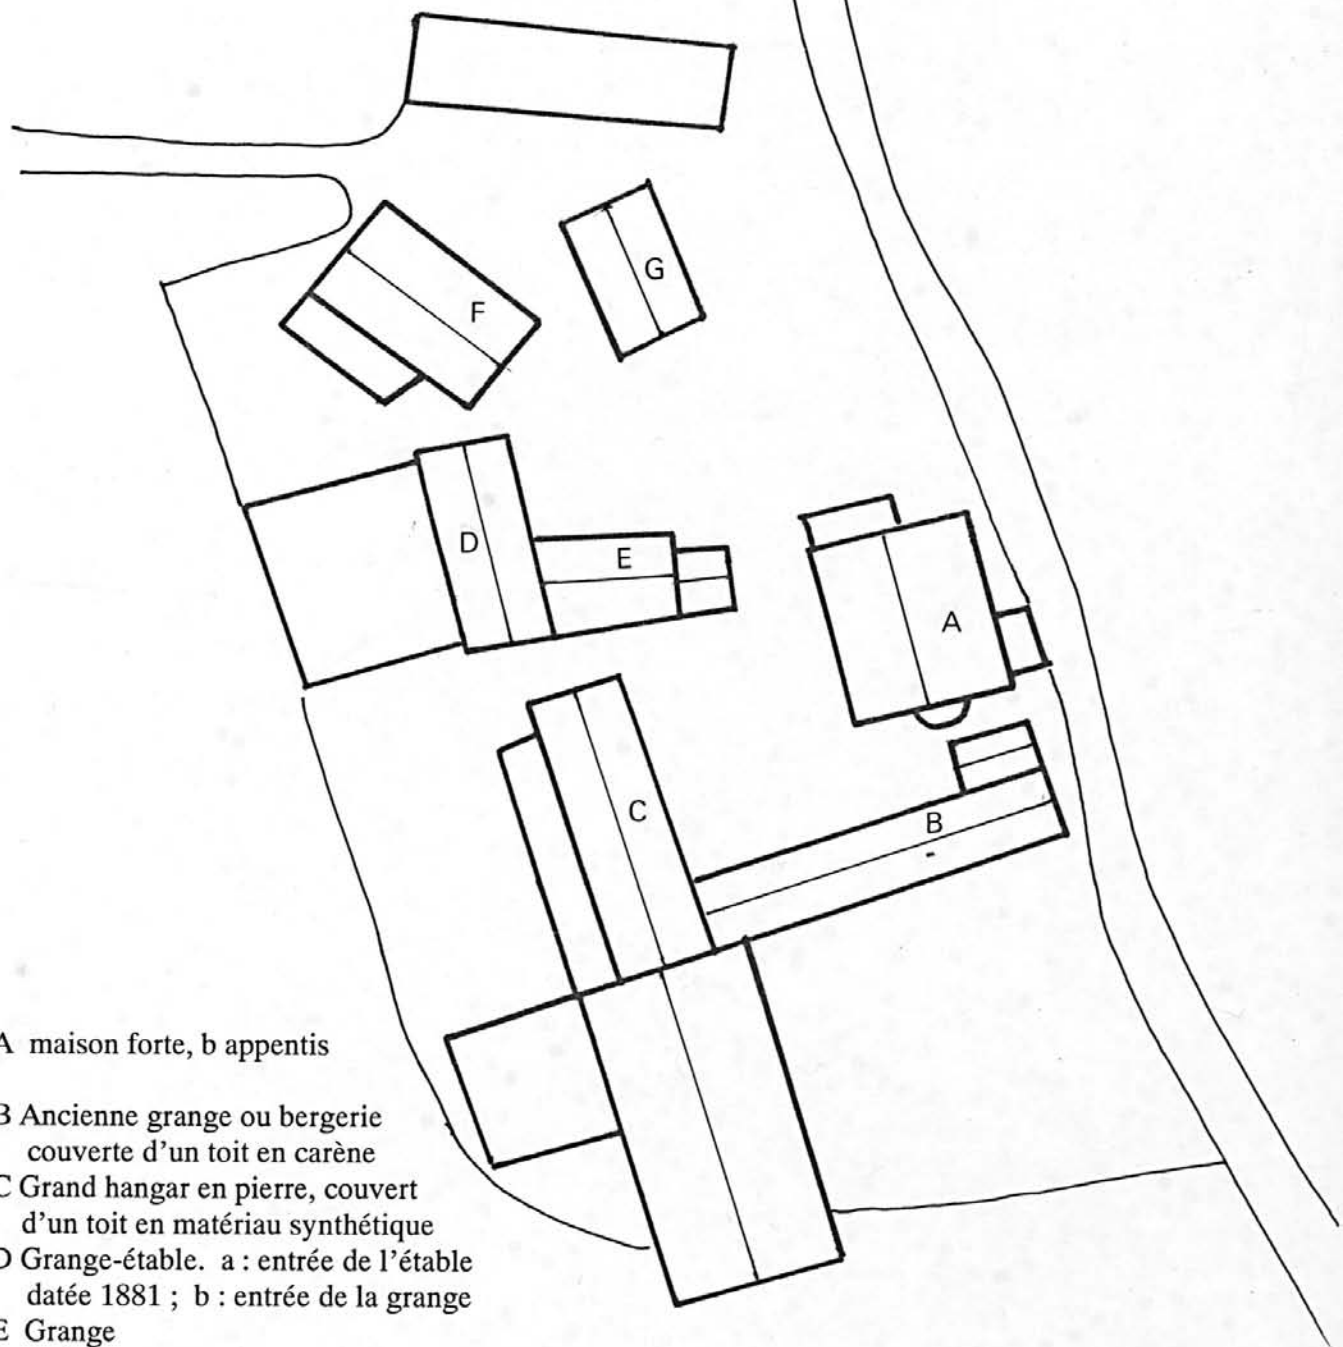 G
F
D
E
A
C
B
A maison forte, b appentis
B Ancienne grange ou bergerie
couverte d'un toit en carène
C Grand hangar en pierre, couvert
d'un toit en matériau synthétique
D Grange-étable. a : entrée de l'étable
datée 1881 ; b : entrée de la grange
E Grange